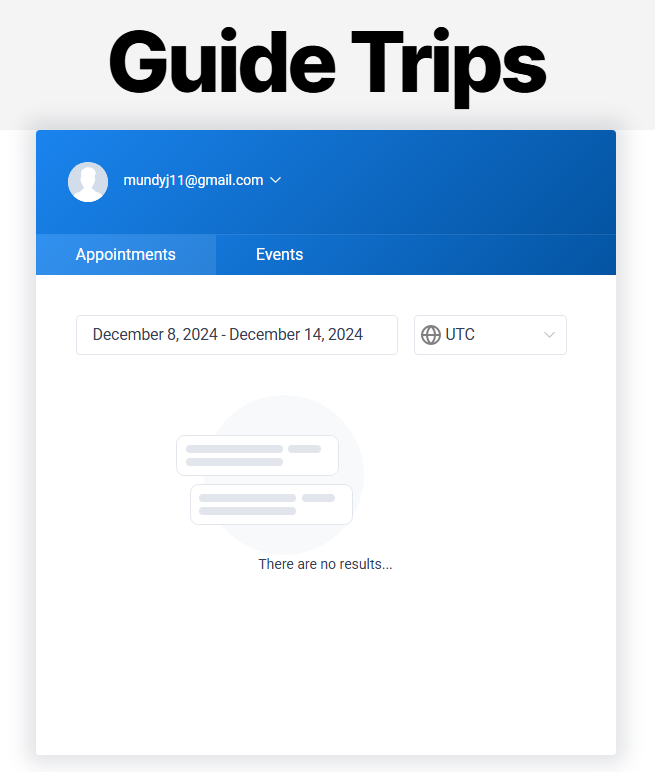 Guide Trips
mundyj11@gmail.com
Appointments Events
December 8, 2024 - December 14, 2024 UTC
There are no results...